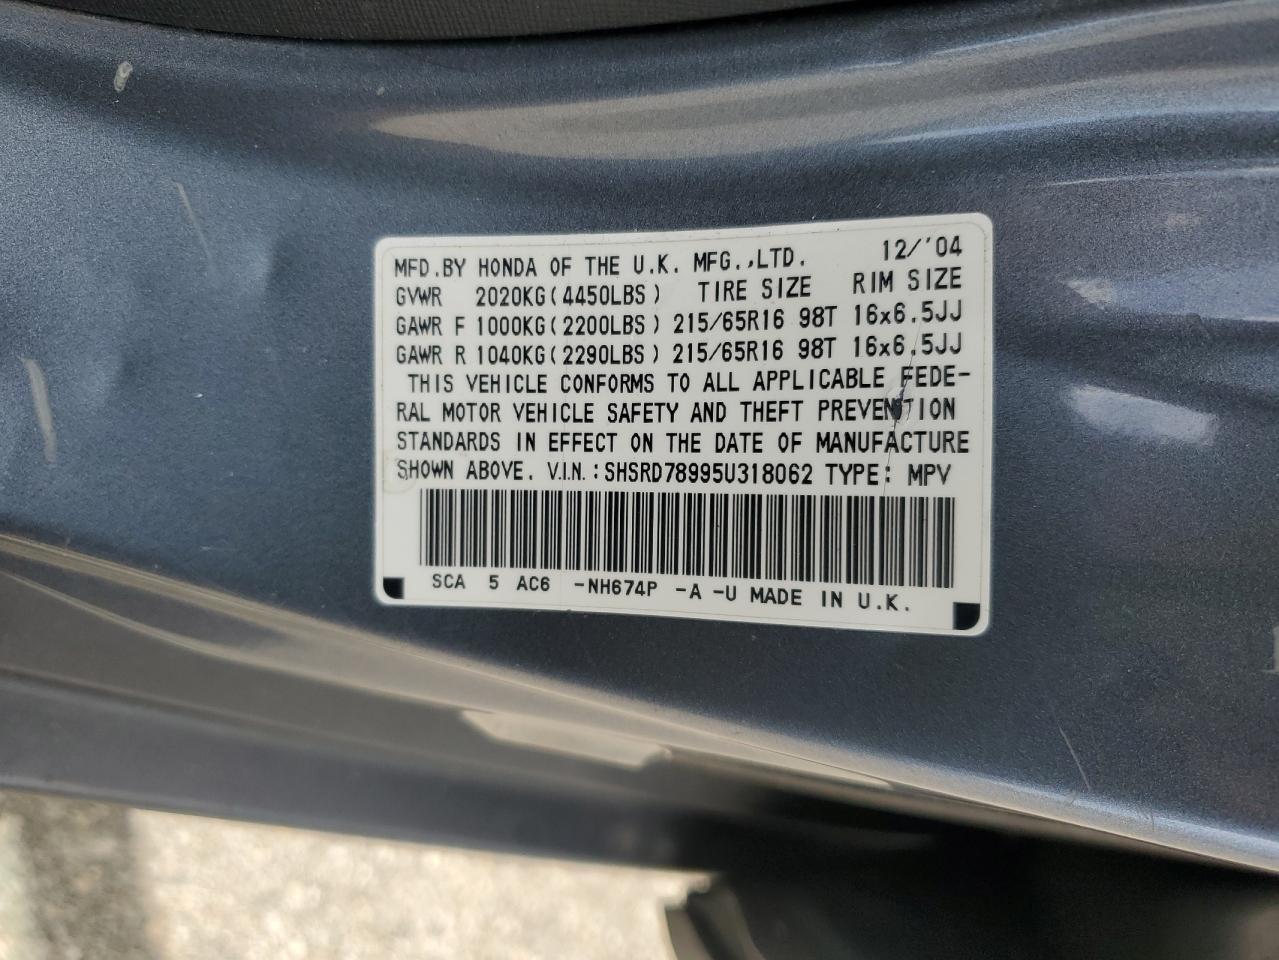 MFD.BY HONDA OF THE U.K. MFG.,LTD. 12/'04
GVWR 2020KG(4450LBS) TIRE SIZE RIM SIZE
GAWR F 1000KG(2200LBS) 215/65R16 98T 16x6.5JJ
GAWR R 1040KG(2290LBS) 215/65R16 98T 16x6.5JJ
THIS VEHICLE CONFORMS TO ALL APPLICABLE FEDE-
RAL MOTOR VEHICLE SAFETY AND THEFT PREVENTION
STANDARDS IN EFFECT ON THE DATE OF MANUFACTURE
SHOWN ABOVE. V.I.N.:SHSRD78995U318062 TYPE: MPV
SCA 5 AC6 -NH674P -A -U MADE IN U.K.